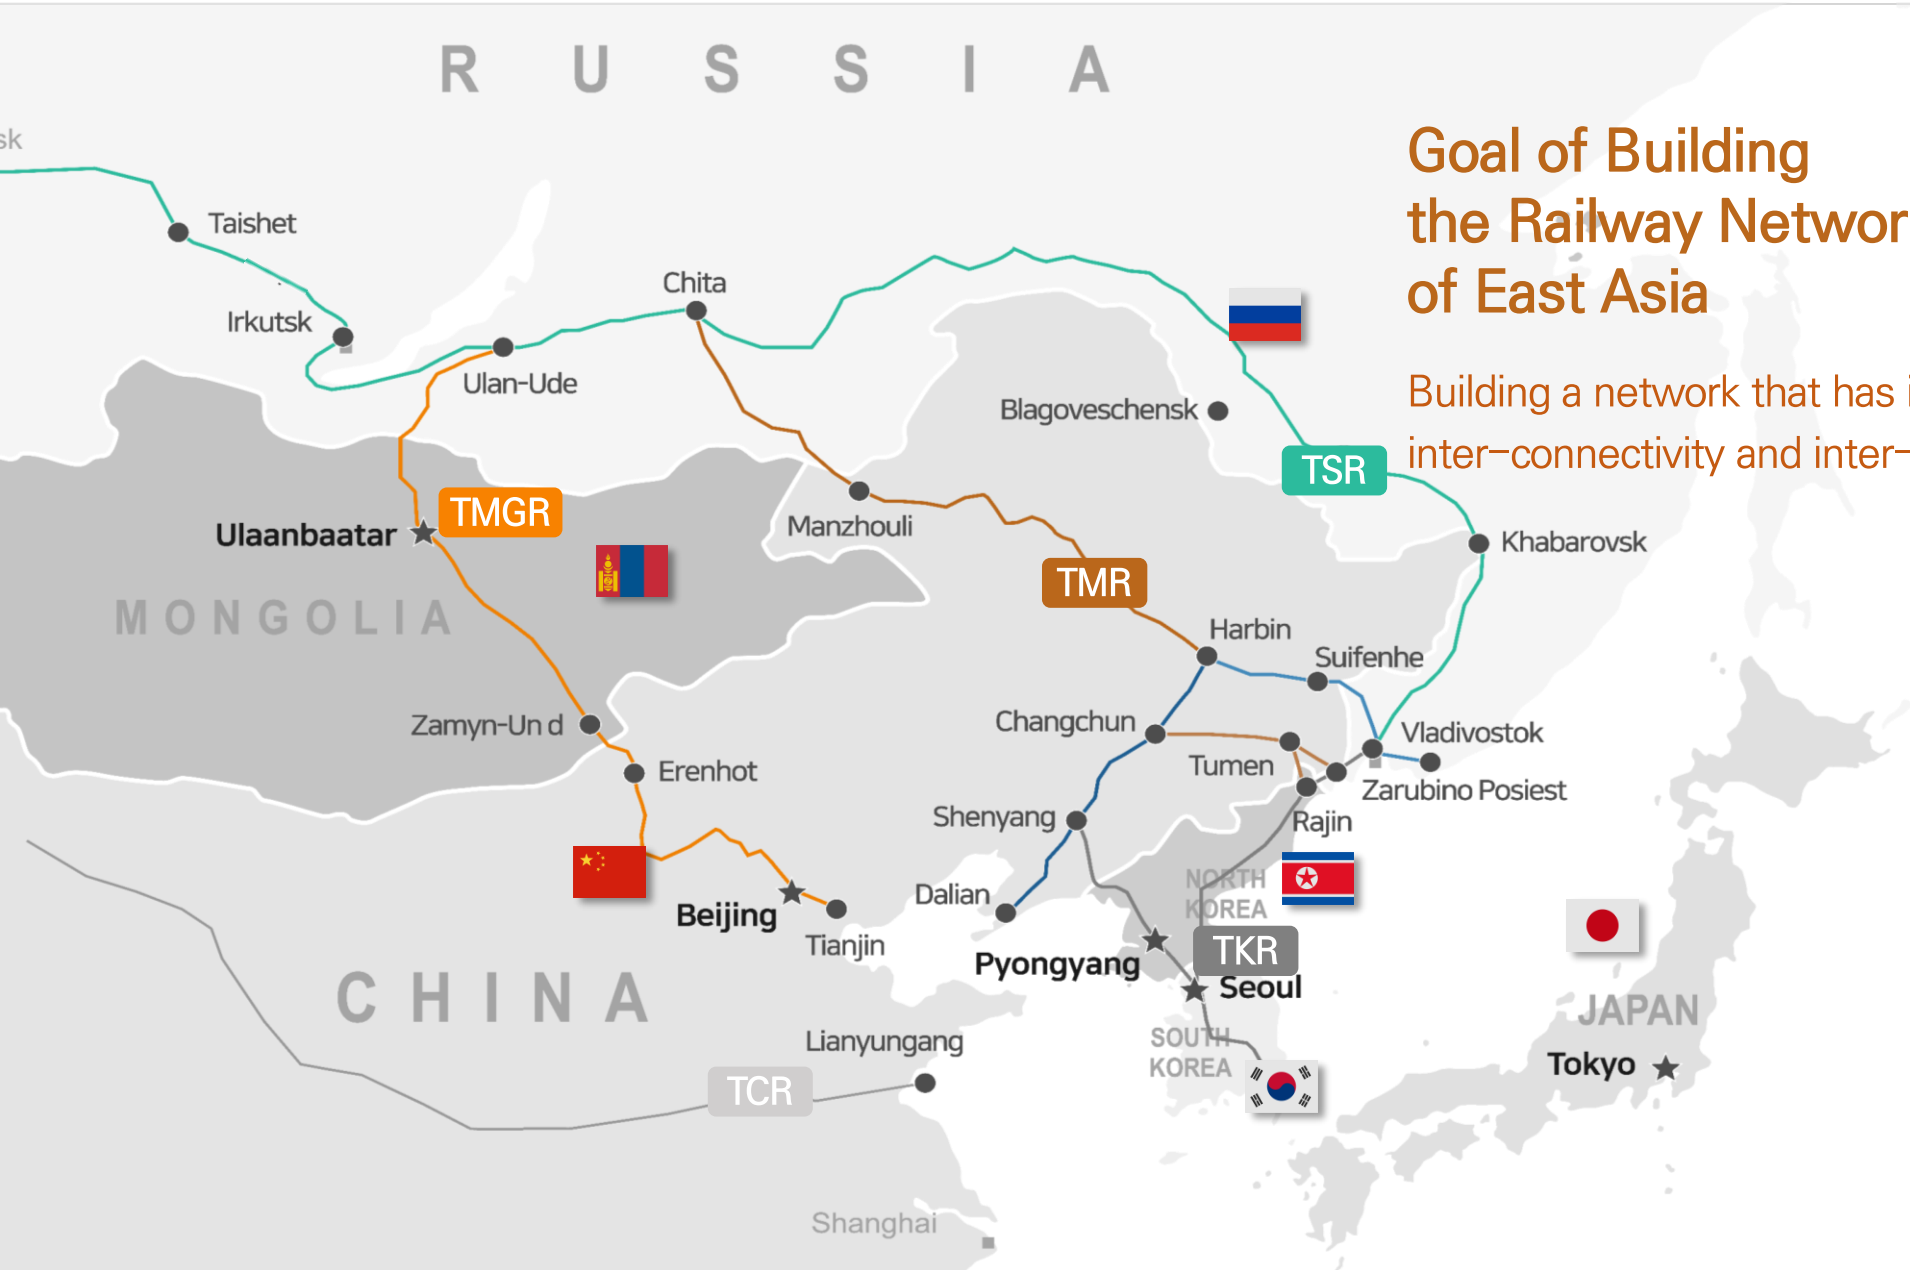 RUSSIA
sk
Goal of Building
the Railway Networ
of East Asia
Taishet
Chita
Irkutsk
Ulan-Ude
Building a network that has i
Blagoveschensk
inter-connectivity and inter-
TSR
TMGR
Ulaanbaatar
Manzhouli
Khabarovsk
TMR
MONGOLIA
Harbin
Suifenhe
Zamyn-Un d
Changchun
Vladivostok
Tumen
Erenhot
Zarubino Posiest
Shenyang
Rajin
NORTH
KOREA
Dalian
Beijing
Tianjin
TKR
Pyongyang
Seoul
CHINA
JAPAN
SOUTH
KOREA
Lianyungang
Tokyo
TCR
Shanghai